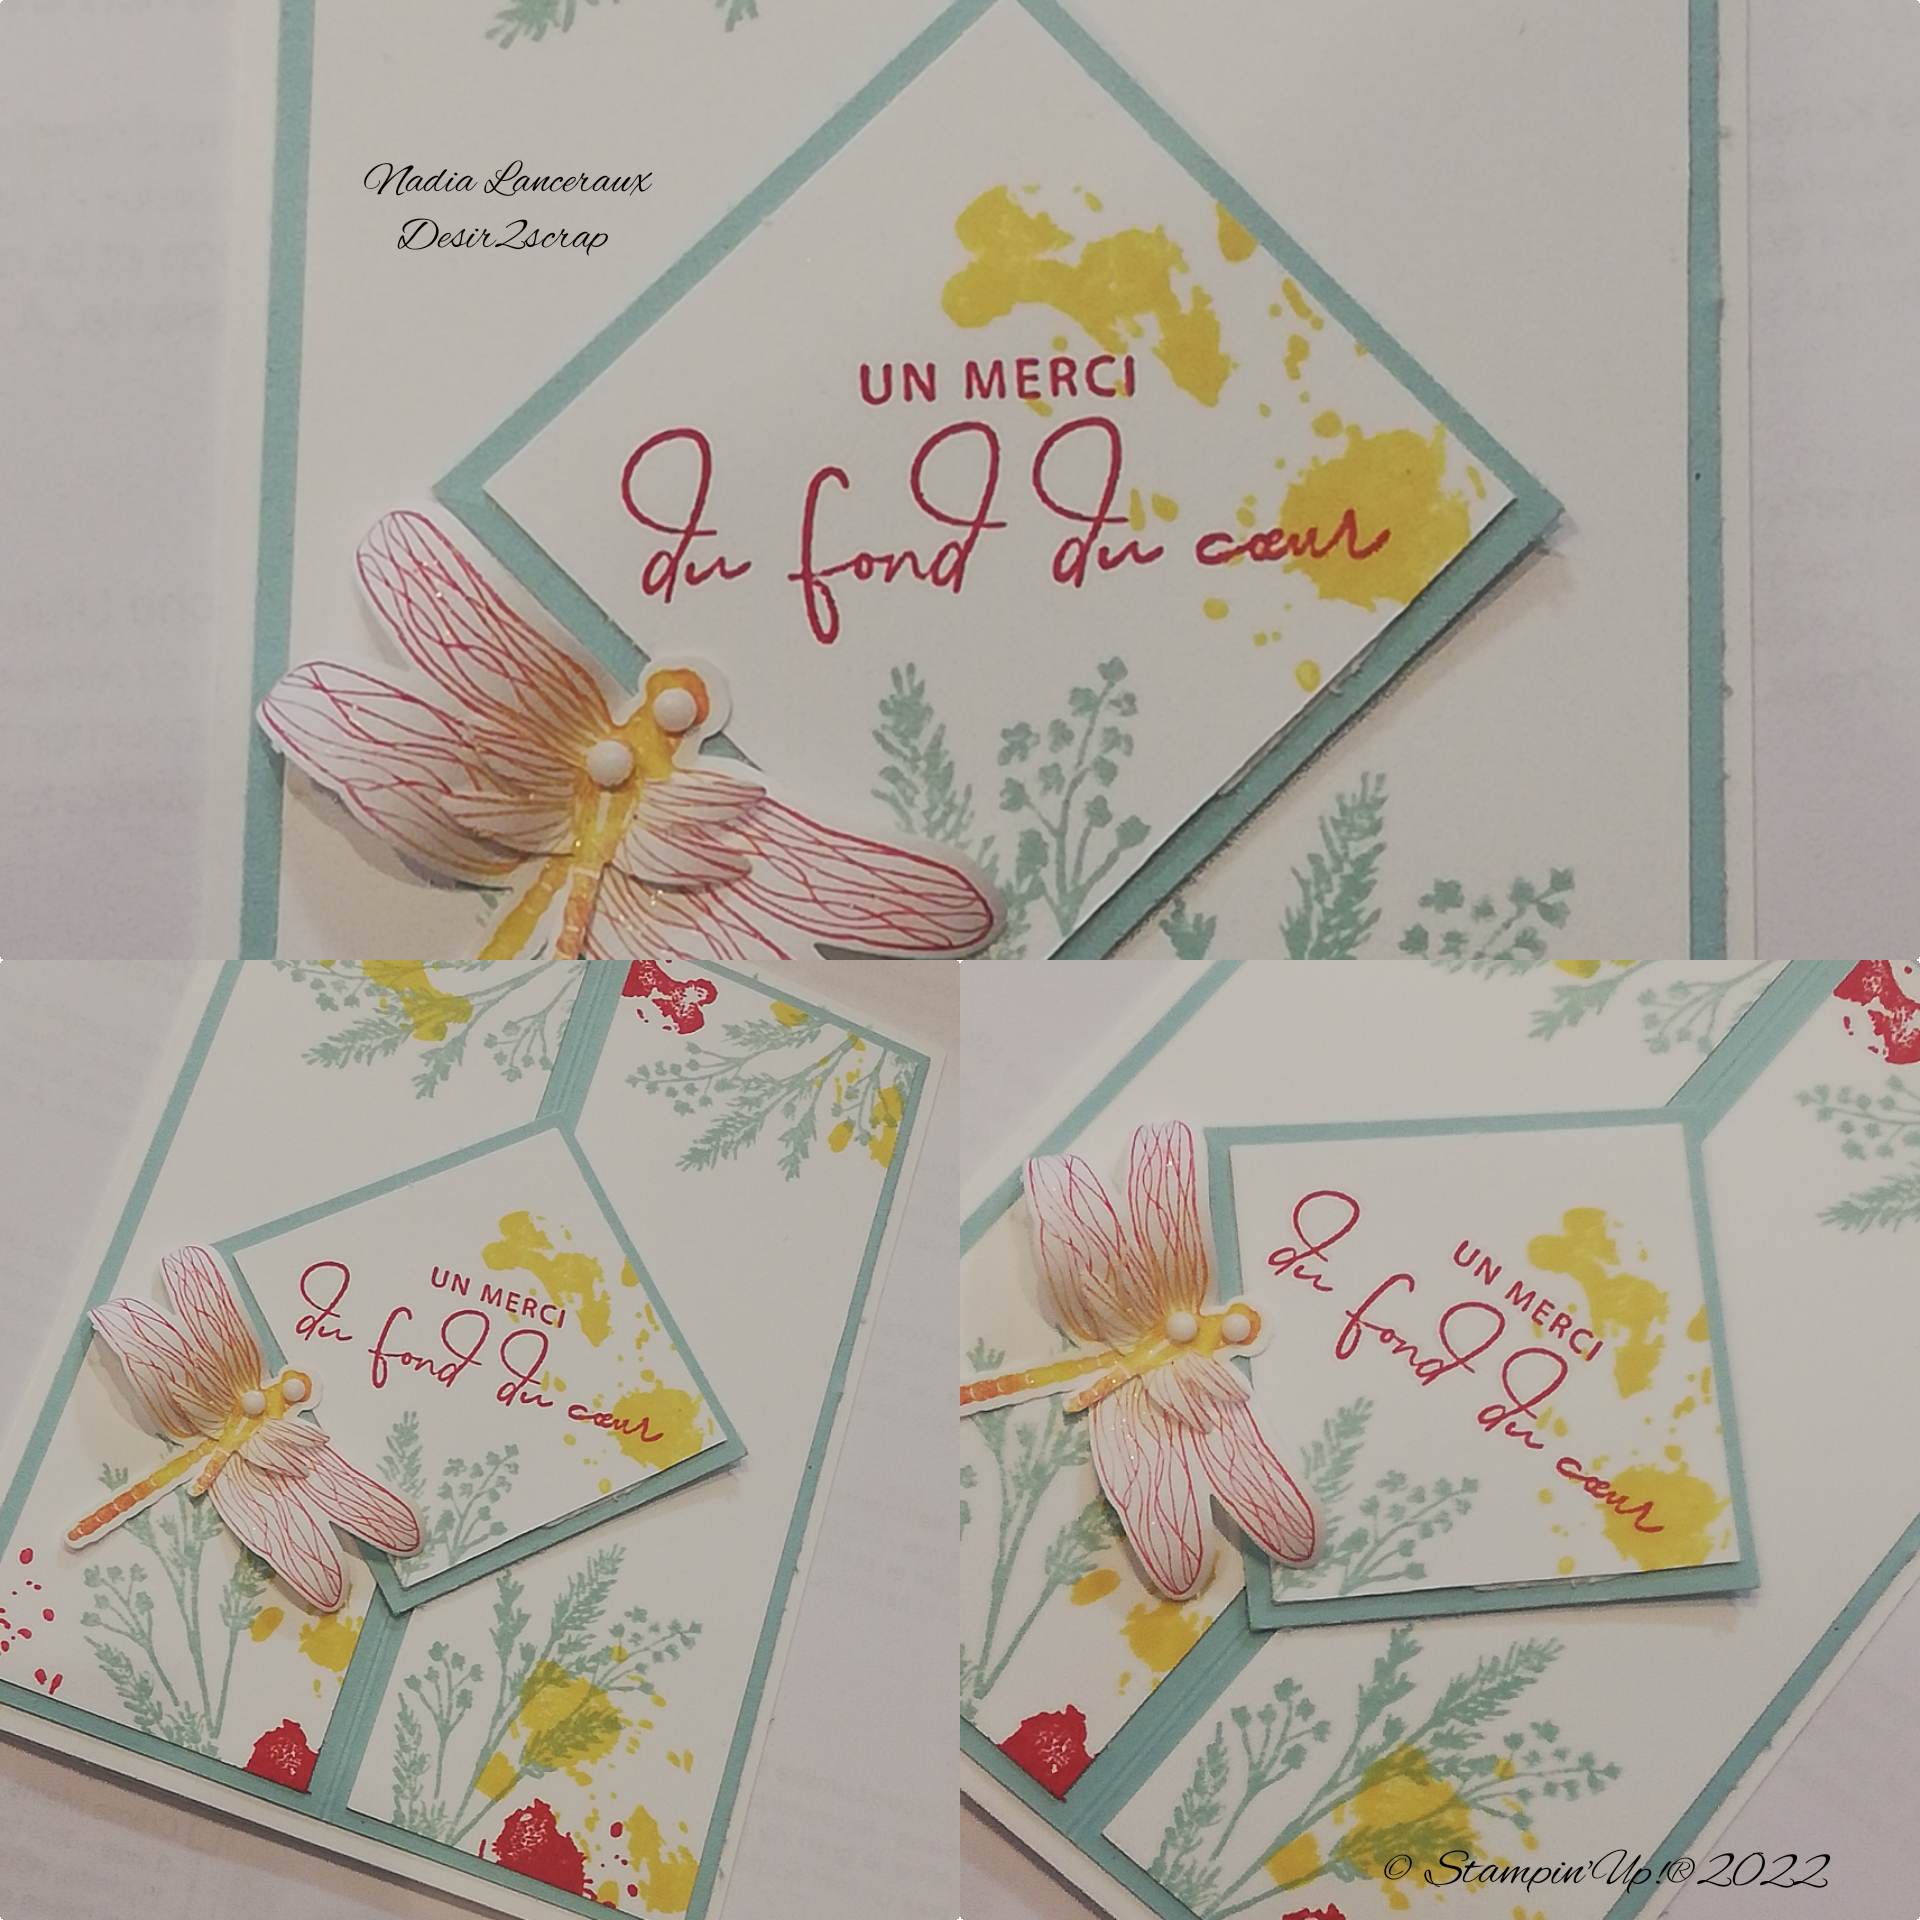 Nadia Lanceraux
Desir2scrap
UN MERCI
du fond du cœur
UN MERCI
du fond du cœur
UN MERCI
du fond du cœur
© Stampin'Up!® 2022